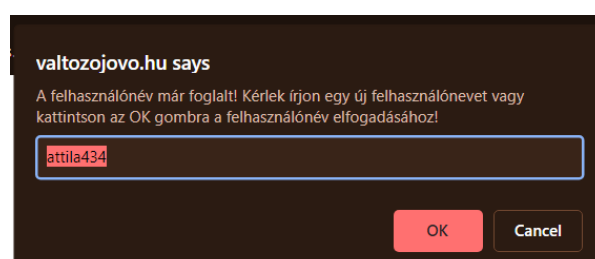 valtozojovo.hu says
A felhasználónév már foglalt! Kérlek írjon egy új felhasználónevet vagy
kattintson az OK gombra a felhasználónév elfogadásához!
attila434
OK
Cancel